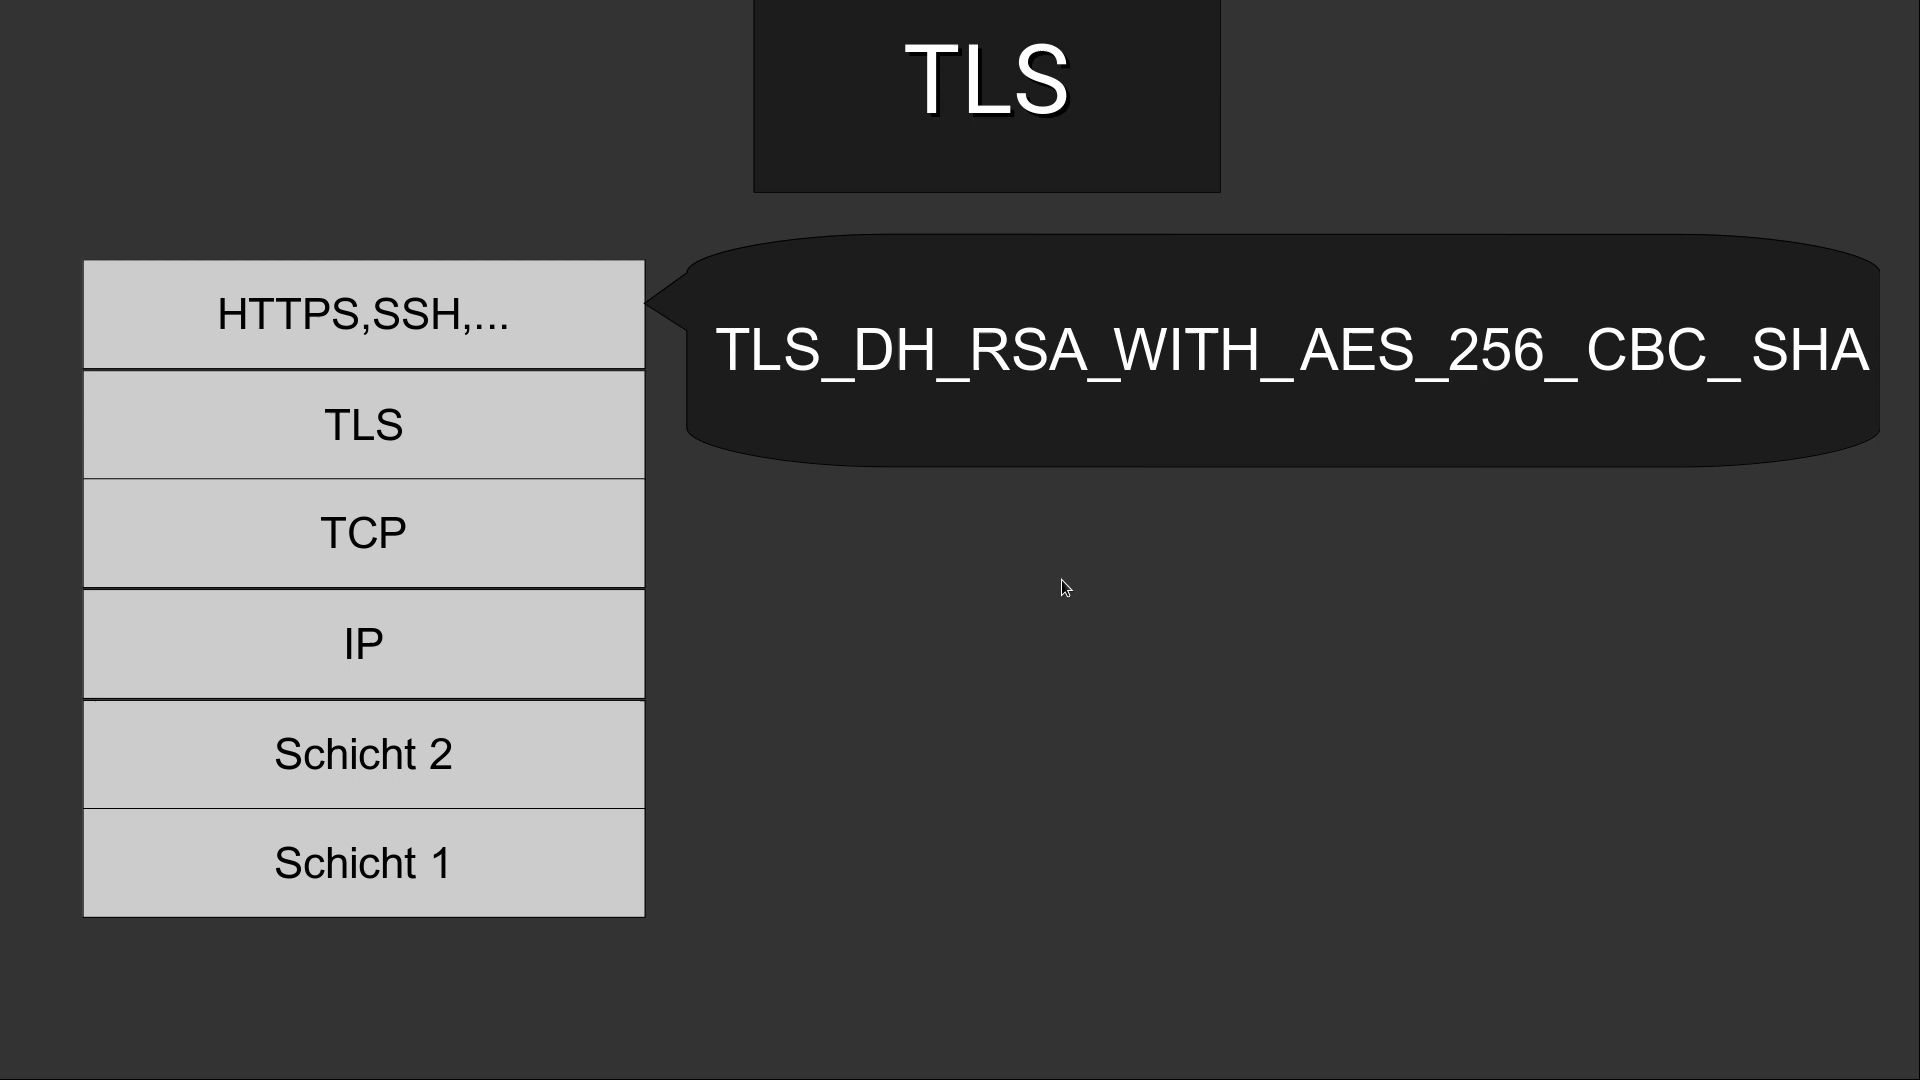 TLS
HTTPS,SSH,...
TLS_DH_RSA_WITH_AES_256_CBC_SHA
TLS
TCP
IP
Schicht 2
Schicht 1